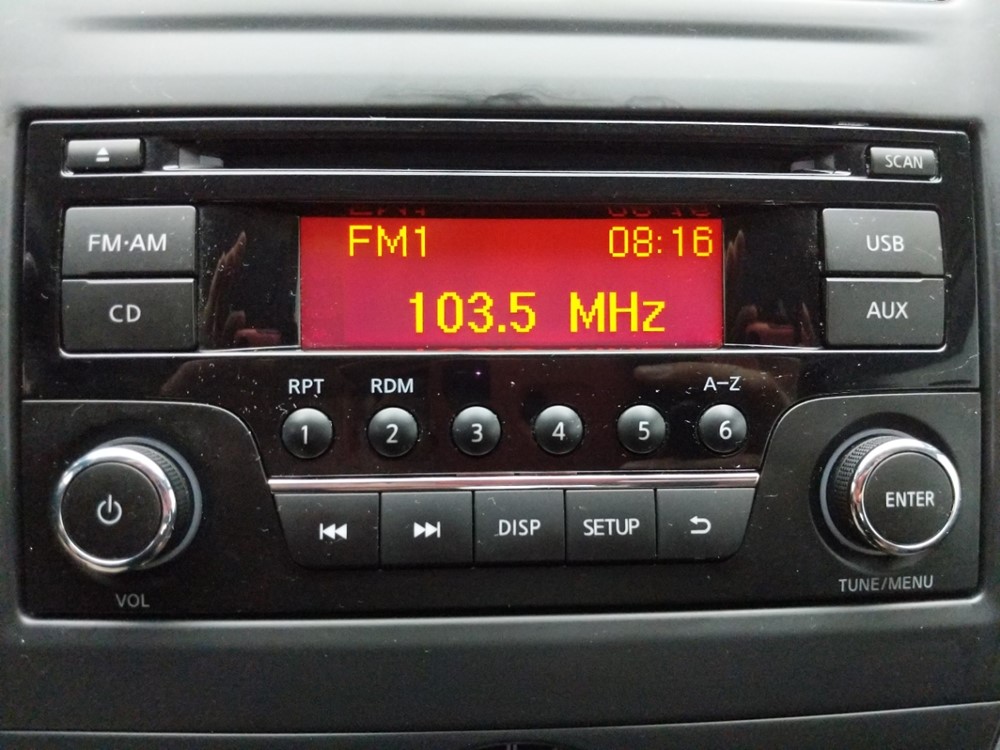 SCAN
FM·AM
FM1 08:16
USB
CD
103.5 MHz
AUX
RPT RDM A–Z
1 2 3 4 5 6
DISP SETUP
ENTER
VOL
TUNE/MENU